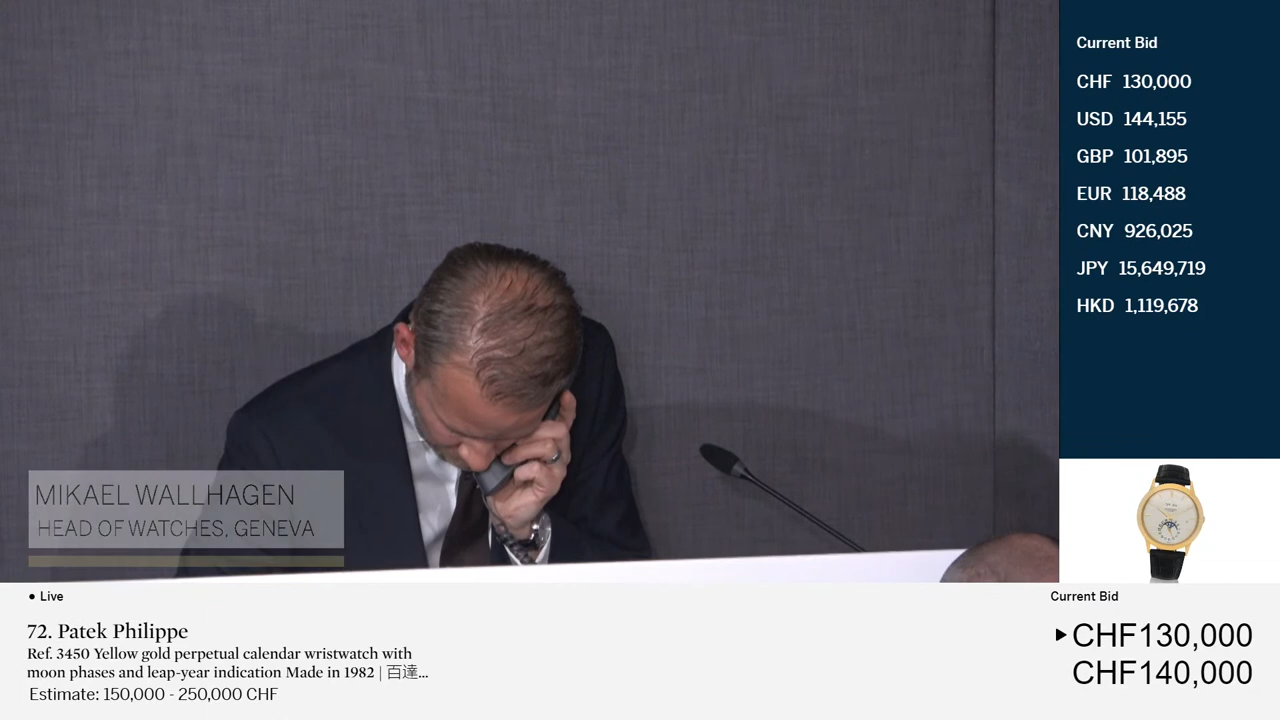 Current Bid
CHF 130,000
USD 144,155
GBP 101,895
EUR 118,488
CNY 926,025
JPY 15,649,719
HKD 1,119,678
MIKAEL WALLHAGEN
HEAD OF WATCHES, GENEVA
• Live
72. Patek Philippe
Ref. 3450 Yellow gold perpetual calendar wristwatch with
moon phases and leap-year indication Made in 1982 | 百達...
Estimate: 150,000 - 250,000 CHF
Current Bid
CHF130,000
CHF140,000